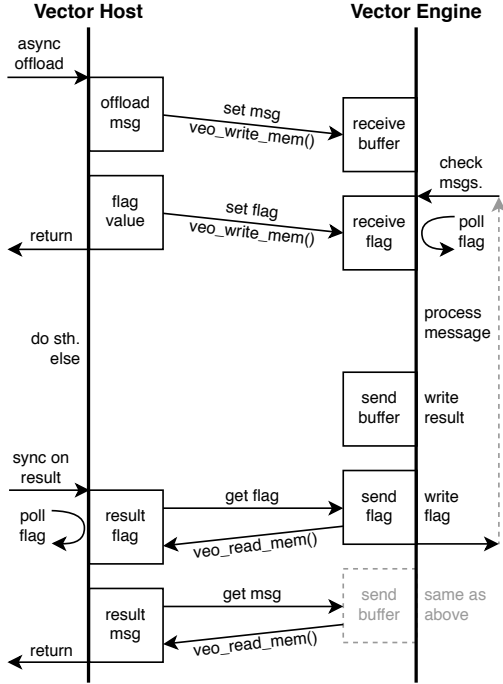 Vector Host
Vector Engine
async
offload
offload
msg
set msg
veo_write_mem()
receive
buffer
check
msgs.
flag
value
set flag
veo_write_mem()
receive
flag
poll
flag
return
process
message
do sth.
else
send
buffer
write
result
sync on
result
poll
flag
result
flag
get flag
veo_read_mem()
send
flag
write
flag
result
msg
get msg
veo_read_mem()
send
buffer
same as
above
return